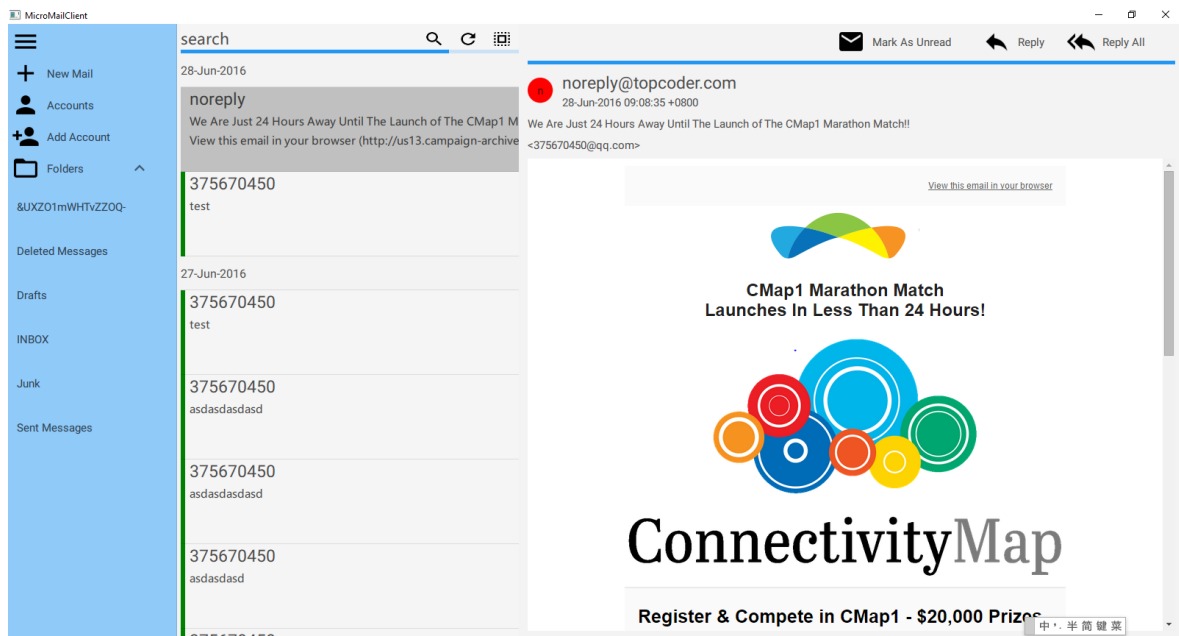 MicroMailClient
New Mail
Accounts
Add Account
Folders
&UXZO1mWHTvZZOQ-
Deleted Messages
Drafts
INBOX
Junk
Sent Messages
search
28-Jun-2016
noreply
We Are Just 24 Hours Away Until The Launch of The CMap1 M
View this email in your browser (http://us13.campaign-archive
375670450
test
27-Jun-2016
375670450
test
375670450
asdasdasdasd
375670450
asdasdasdasd
375670450
asdasdasd
Mark As Unread
Reply
Reply All
n
noreply@topcoder.com
28-Jun-2016 09:08:35 +0800
We Are Just 24 Hours Away Until The Launch of The CMap1 Marathon Match!!
<375670450@qq.com>
View this email in your browser
CMap1 Marathon Match
Launches In Less Than 24 Hours!
ConnectivityMap
Register & Compete in CMap1 - $20,000 Prizes
中 半 简 键 菜